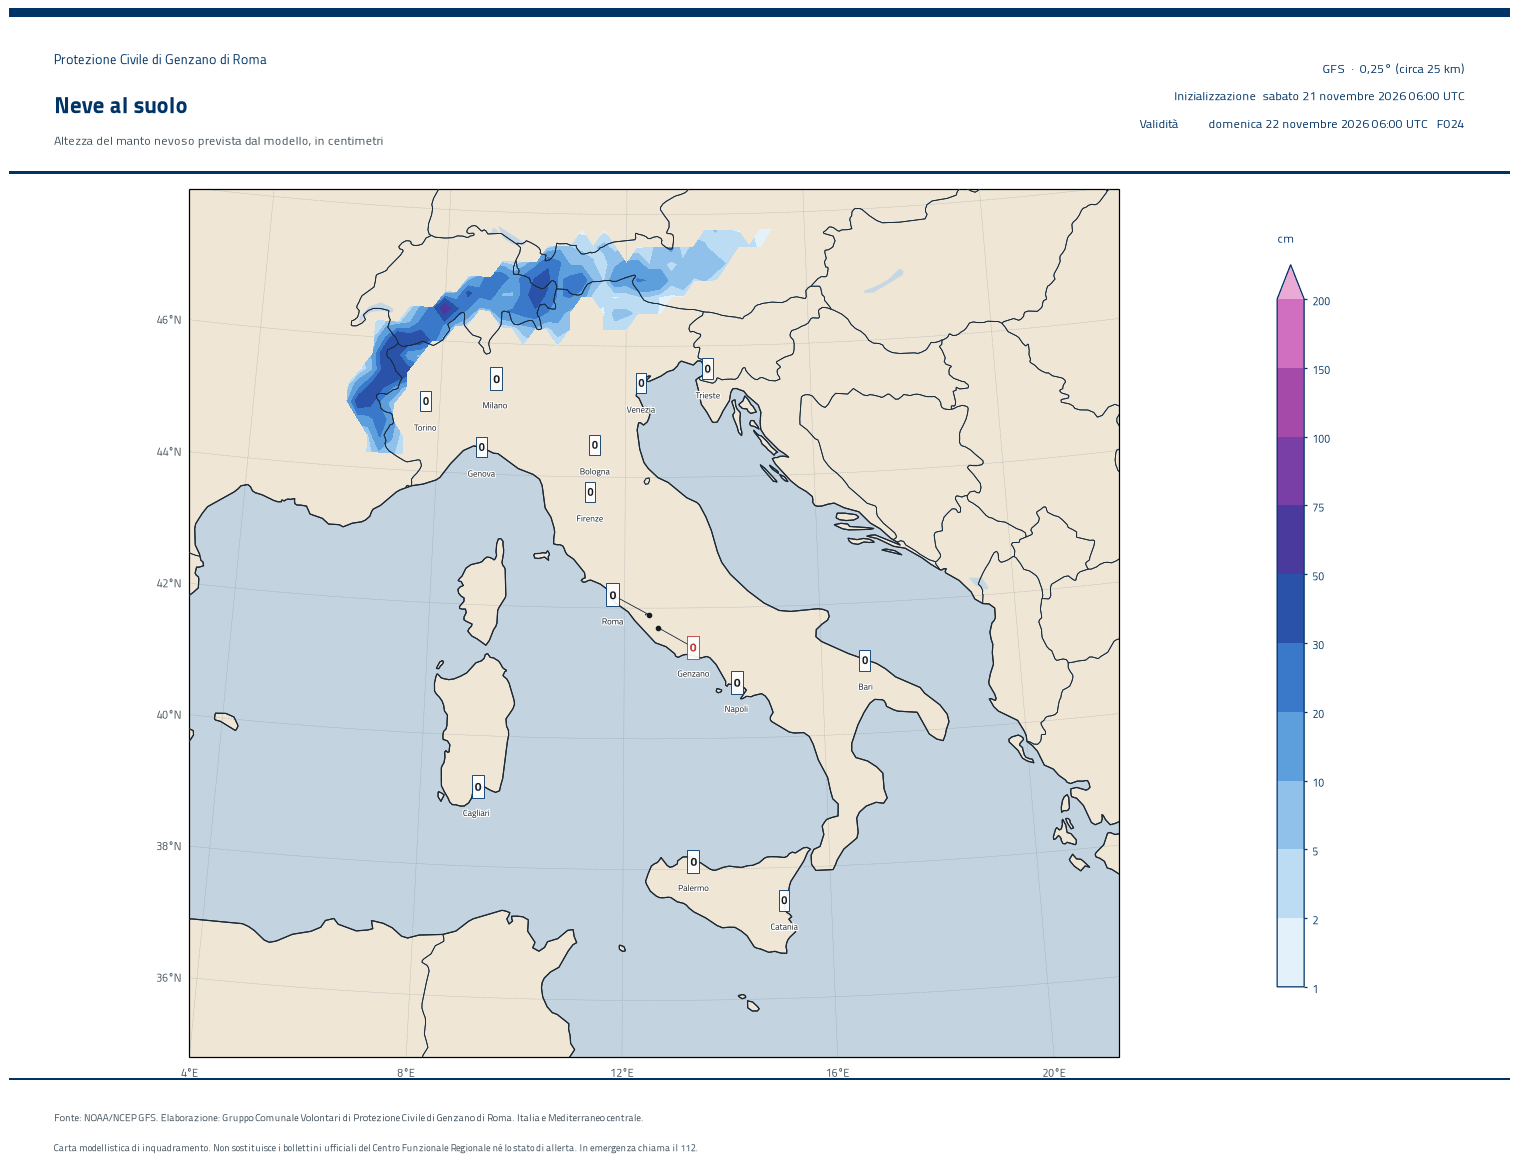 Protezione Civile di Genzano di Roma
Neve al suolo
Altezza del manto nevoso prevista dal modello, in centimetri
GFS · 0,25° (circa 25 km)
Inizializzazione sabato 21 novembre 2026 06:00 UTC
Validità domenica 22 novembre 2026 06:00 UTC F024
cm
200
150
100
75
50
30
20
10
5
2
1
46°N
44°N
42°N
40°N
38°N
36°N
4°E
8°E
12°E
16°E
20°E
0
Trieste
0
Milano
0
Venezia
0
Torino
0
Genova
0
Bologna
0
Firenze
0
Roma
0
Genzano
0
Bari
0
Napoli
0
Cagliari
0
Palermo
0
Catania
Fonte: NOAA/NCEP GFS. Elaborazione: Gruppo Comunale Volontari di Protezione Civile di Genzano di Roma. Italia e Mediterraneo centrale.
Carta modellistica di inquadramento. Non sostituisce i bollettini ufficiali del Centro Funzionale Regionale né lo stato di allerta. In emergenza chiama il 112.